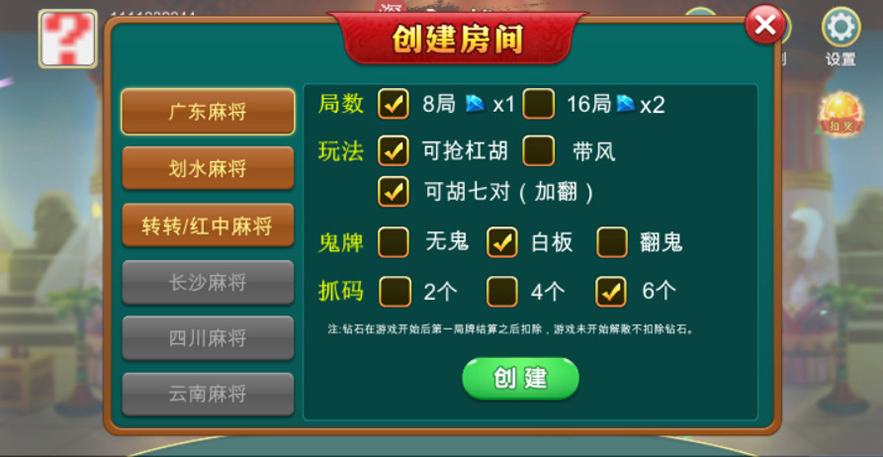 创建房间
设置
广东麻将
划水麻将
转转/红中麻将
长沙麻将
四川麻将
云南麻将
局数 8局 x1 16局 x2
玩法 可抢杠胡 带风
可胡七对（加翻）
鬼牌 无鬼 白板 翻鬼
抓码 2个 4个 6个
注:钻石在游戏开始后第一局牌结算之后扣除，游戏未开始解散不扣除钻石。
创建